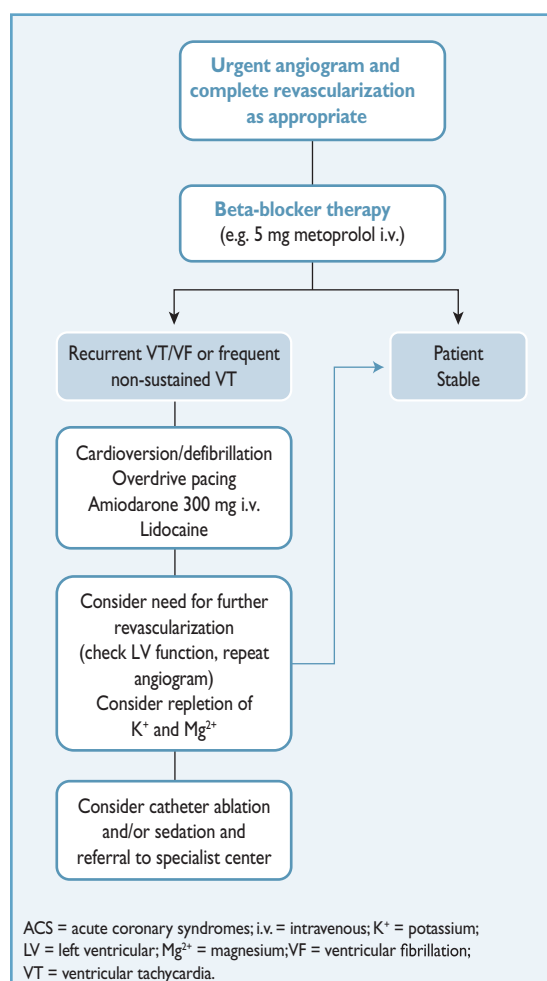 Urgent angiogram and
complete revascularization
as appropriate
Beta-blocker therapy
(e.g. 5 mg metoprolol i.v.)
Recurrent VT/VF or frequent
non-sustained VT
Patient
Stable
Cardioversion/defibrillation
Overdrive pacing
Amiodarone 300 mg i.v.
Lidocaine
Consider need for further
revascularization
(check LV function, repeat
angiogram)
Consider repletion of
K⁺ and Mg²⁺
Consider catheter ablation
and/or sedation and
referral to specialist center
ACS = acute coronary syndromes; i.v. = intravenous; K⁺ = potassium;
LV = left ventricular; Mg²⁺ = magnesium; VF = ventricular fibrillation;
VT = ventricular tachycardia.